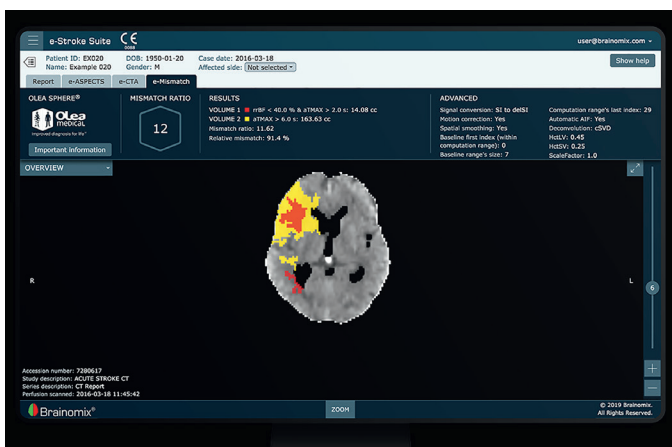 e-Stroke Suite CE
0088
user@brainomix.com
Patient ID: EX020 DOB: 1950-01-20 Case date: 2016-03-18
Name: Example 020 Gender: M Affected side: Not selected
Show help
Report e-ASPECTS e-CTA e-Mismatch
OLEA SPHERE®
Olea
medical
improved diagnosis for life™
Important information
MISMATCH RATIO
12
RESULTS
VOLUME 1 rrBF < 40.0 % & aTMAX > 2.0 s: 14.08 cc
VOLUME 2 aTMAX > 6.0 s: 163.63 cc
Mismatch ratio: 11.62
Relative mismatch: 91.4 %
ADVANCED
Signal conversion: SI to delSI
Motion correction: Yes
Spatial smoothing: Yes
Baseline first index (within
computation range): 0
Baseline range's size: 7
Computation range's last index: 29
Automatic AIF: Yes
Deconvolution: cSVD
HctLV: 0.45
HctSV: 0.25
ScaleFactor: 1.0
OVERVIEW
R
L
6
Accession number: 7280617
Study description: ACUTE STROKE CT
Series description: CT Report
Perfusion scanned: 2016-03-18 11:45:42
Brainomix®
ZOOM
© 2019 Brainomix.
All Rights Reserved.